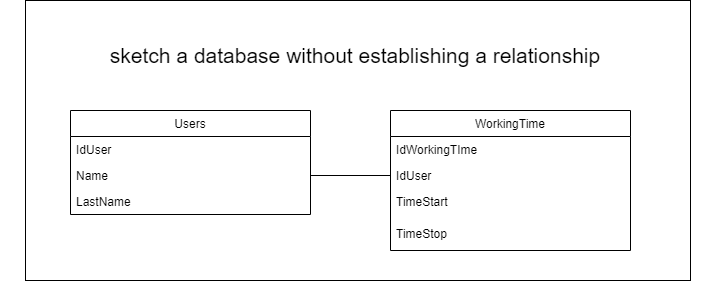 sketch a database without establishing a relationship
Users
IdUser
Name
LastName
WorkingTime
IdWorkingTIme
IdUser
TimeStart
TimeStop